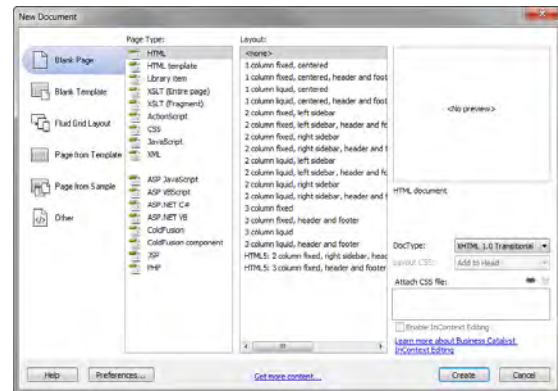 New Document
Page Type:
Layout:
Blank Page
Blank Template
Fluid Grid Layout
Page from Template
Page from Sample
Other
HTML
HTML template
Library item
XSLT (Entire page)
XSLT (Fragment)
ActionScript
CSS
JavaScript
XML
ASP JavaScript
ASP VBScript
ASP.NET C#
ASP.NET VB
ColdFusion
ColdFusion component
JSP
PHP
<none>
1 column fixed, centered
1 column fixed, centered, header and foot
1 column liquid, centered
1 column liquid, centered, header and foot
2 column fixed, left sidebar
2 column fixed, left sidebar, header and fo
2 column fixed, right sidebar
2 column fixed, right sidebar, header and f
2 column liquid, left sidebar
2 column liquid, left sidebar, header and fo
2 column liquid, right sidebar
2 column liquid, right sidebar, header and f
3 column fixed
3 column fixed, header and footer
3 column liquid
3 column liquid, header and footer
HTML5: 2 column fixed, right sidebar, head
HTML5: 3 column fixed, header and footer
<No preview>
HTML document
DocType:
XHTML 1.0 Transitional
Layout CSS:
Add to Head
Attach CSS file:
Enable InContext Editing
Learn more about Business Catalyst
InContext Editing
Help
Preferences...
Get more content...
Create
Cancel